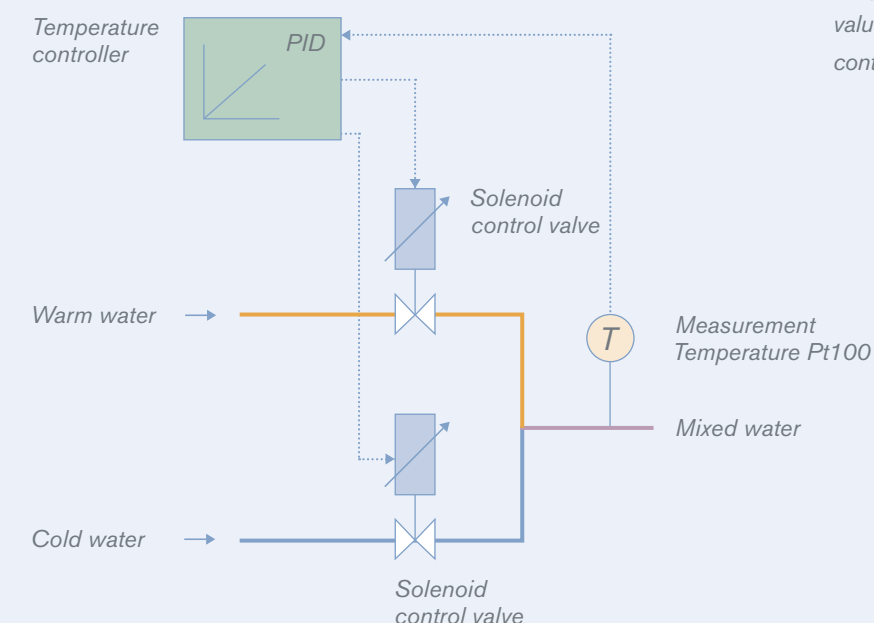 Temperature
controller
PID
Solenoid
control valve
Warm water
T
Measurement
Temperature Pt100
Mixed water
Cold water
Solenoid
control valve